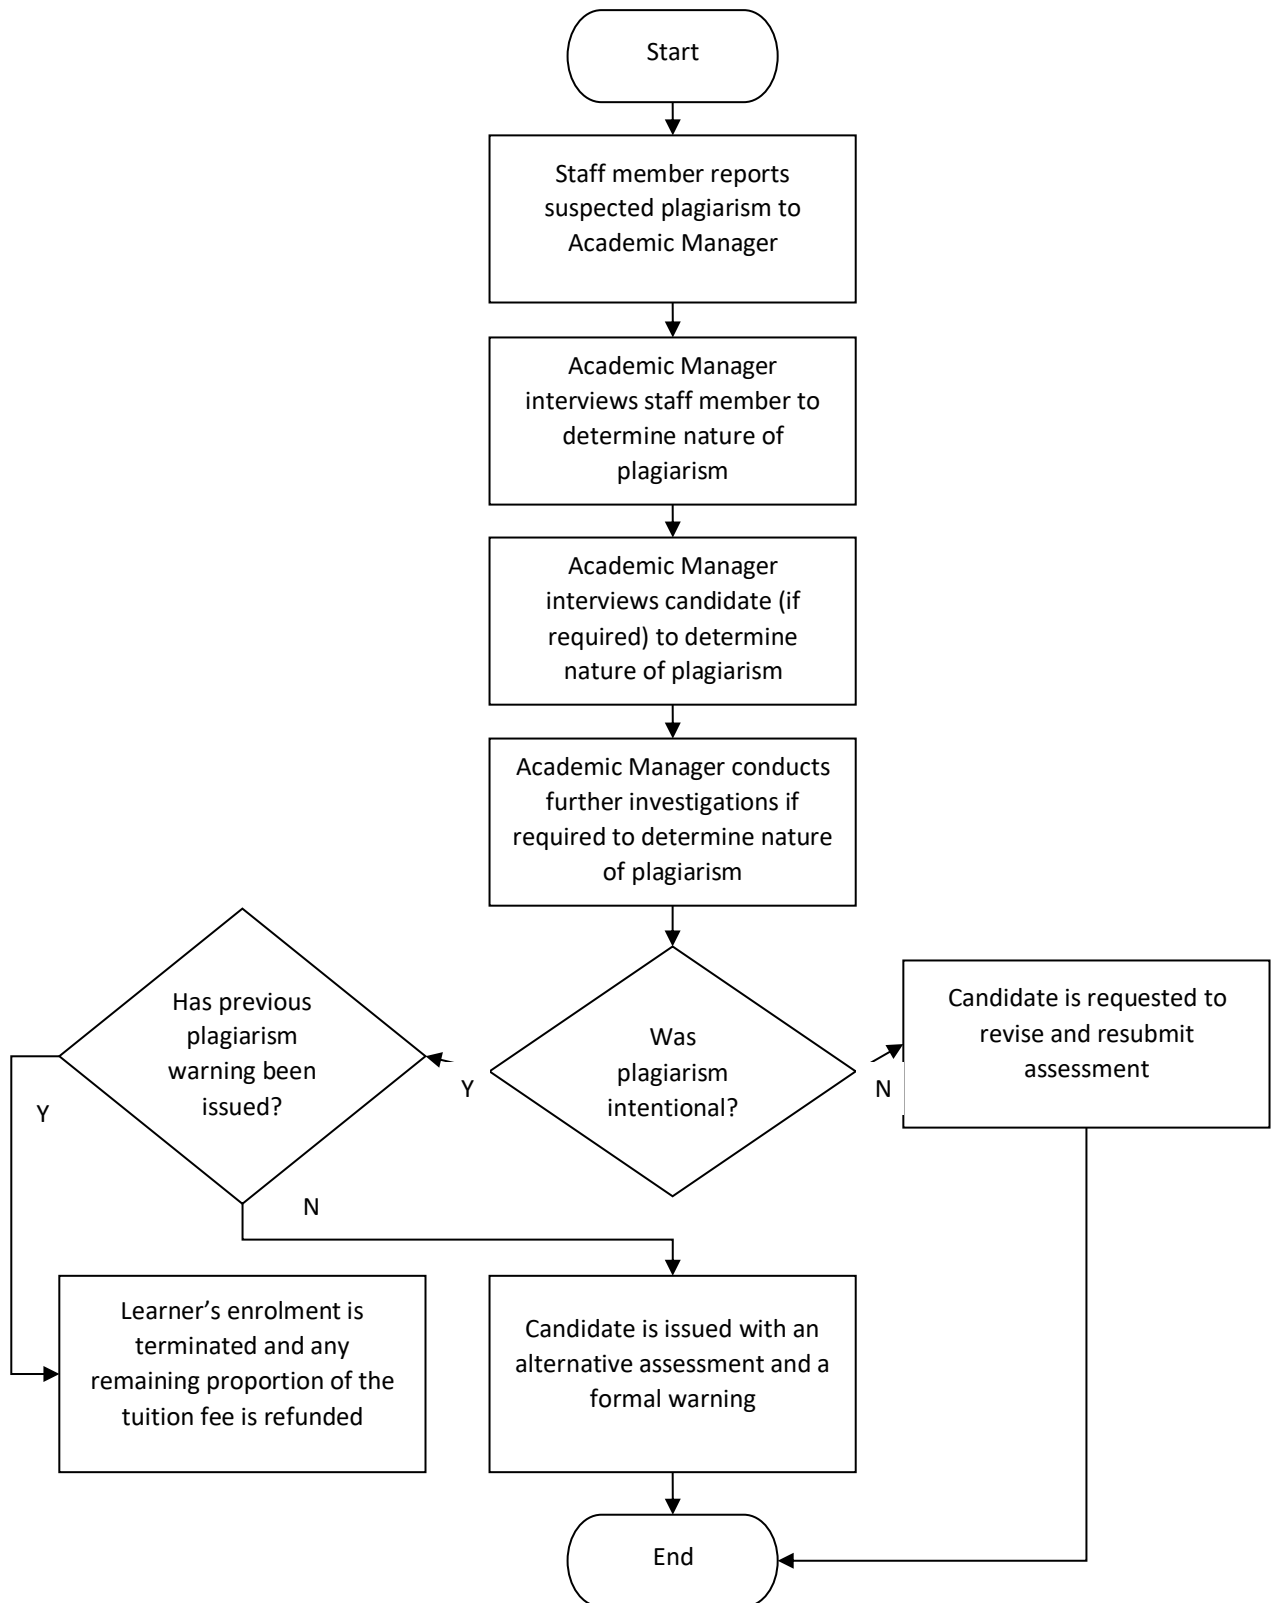 Start
Staff member reports
suspected plagiarism to
Academic Manager
Academic Manager
interviews staff member to
determine nature of
plagiarism
Academic Manager
interviews candidate (if
required) to determine
nature of plagiarism
Academic Manager conducts
further investigations if
required to determine nature
of plagiarism
Has previous
plagiarism
warning been
issued?
Y
Was
plagiarism
intentional?
N
Candidate is requested to
revise and resubmit
assessment
Y
N
Learner’s enrolment is
terminated and any
remaining proportion of the
tuition fee is refunded
Candidate is issued with an
alternative assessment and a
formal warning
End